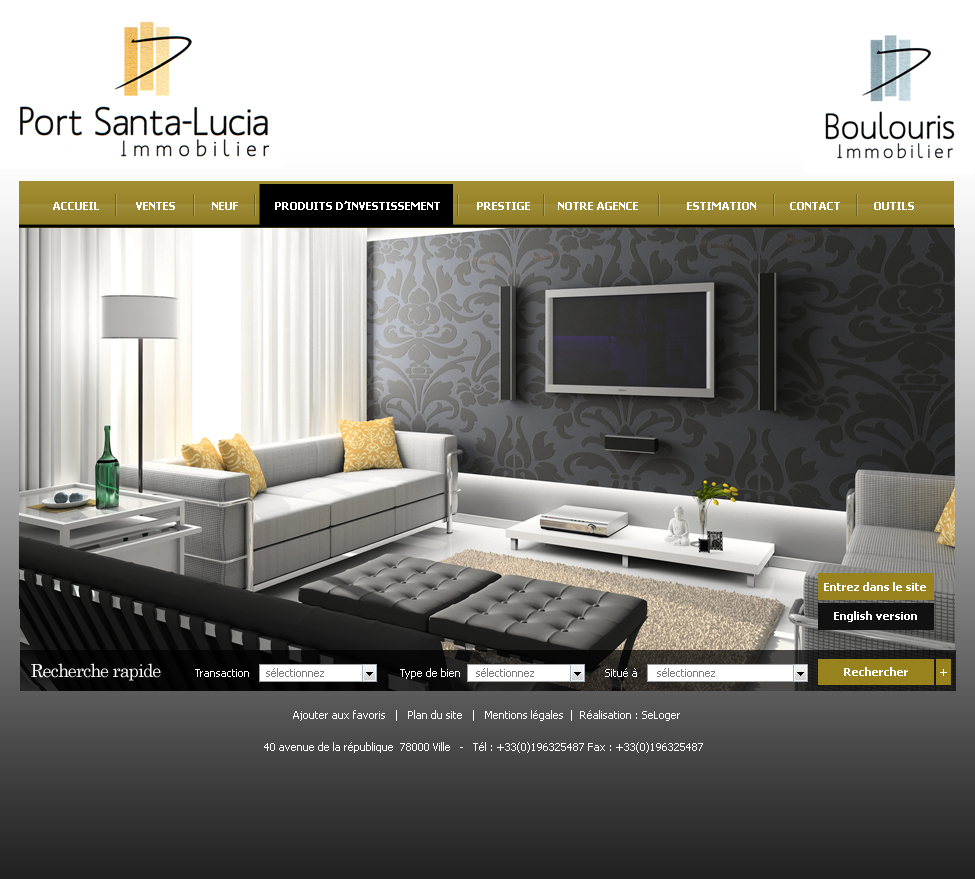 Port Santa-Lucia
Immobilier
Boulouris
Immobilier
ACCUEIL VENTES NEUF PRODUITS D'INVESTISSEMENT PRESTIGE NOTRE AGENCE ESTIMATION CONTACT OUTILS
Entrez dans le site
English version
Recherche rapide Transaction sélectionnez Type de bien sélectionnez Situé à sélectionnez Rechercher +
Ajouter aux favoris | Plan du site | Mentions légales | Réalisation : SeLoger
40 avenue de la république 78000 Ville - Tél : +33(0)196325487 Fax : +33(0)196325487